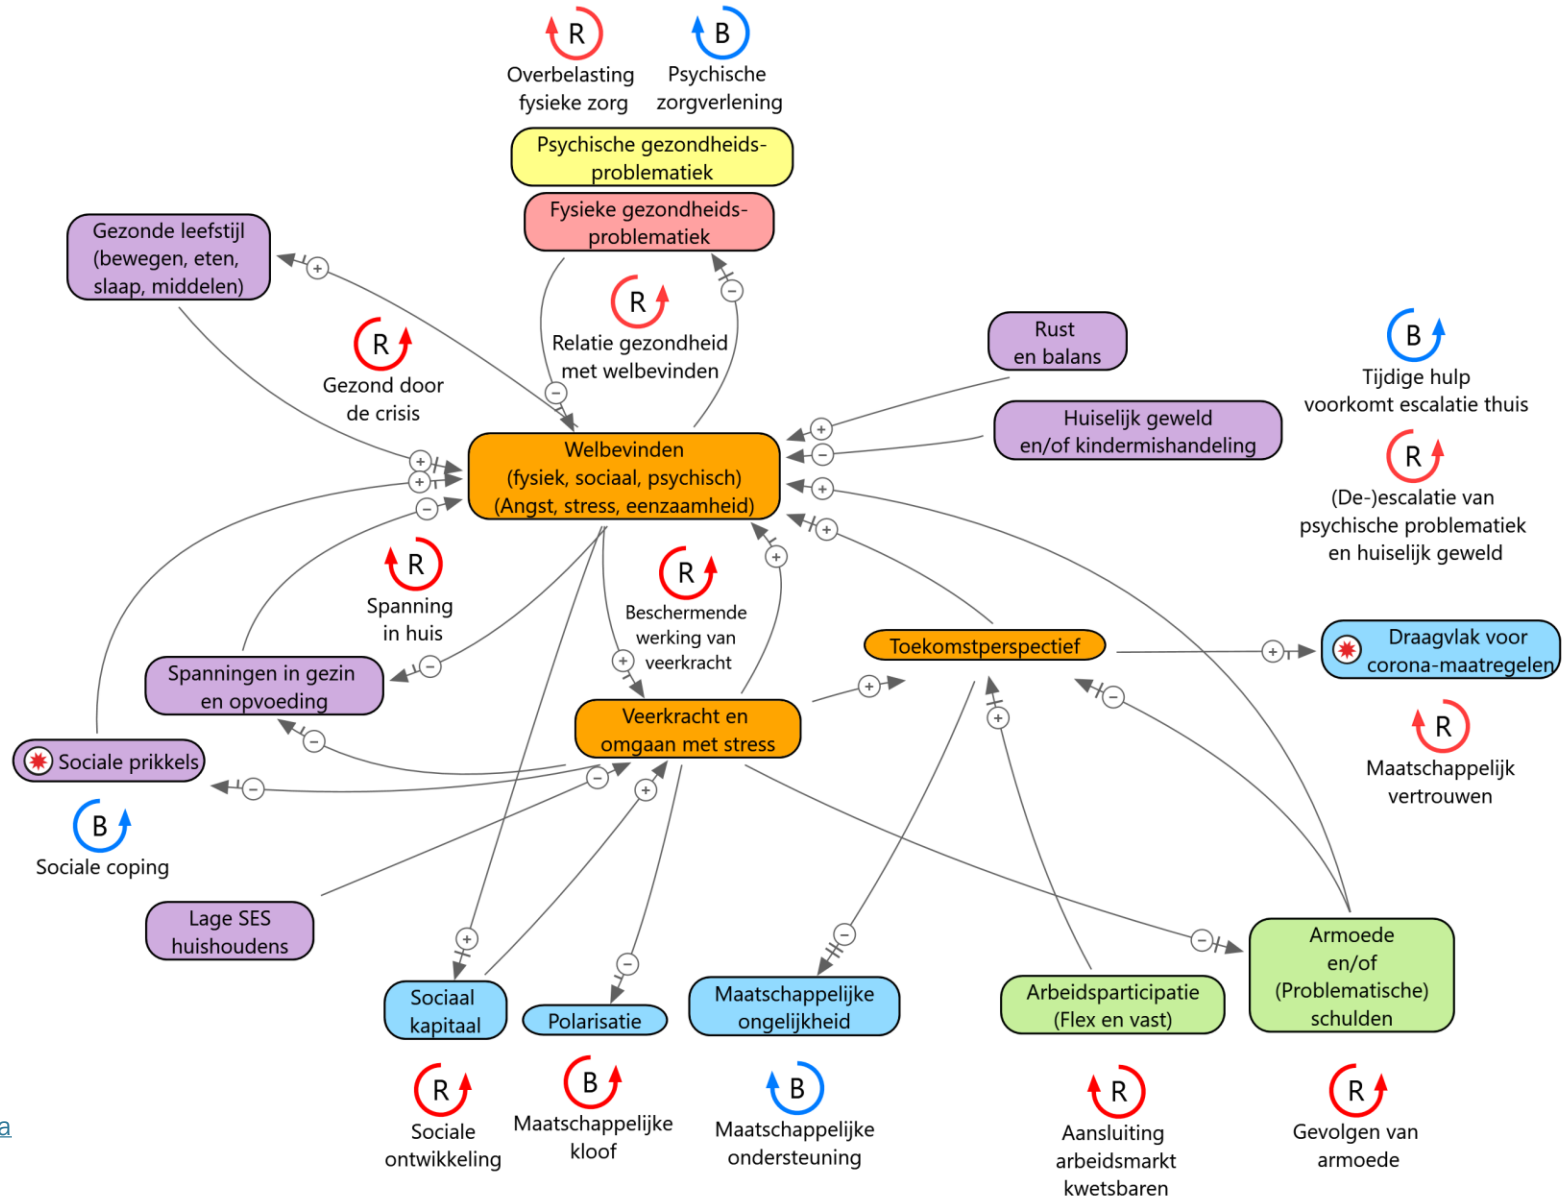 R
Overbelasting
fysieke zorg
B
Psychische
zorgverlening
Psychische gezondheids-
problematiek
Fysieke gezondheids-
problematiek
Gezonde leefstijl
(bewegen, eten,
slaap, middelen)
+
−
R
Relatie gezondheid
met welbevinden
R
Gezond door
de crisis
−
Rust
en balans
Huiselijk geweld
en/of kindermishandeling
B
Tijdige hulp
voorkomt escalatie thuis
R
(De-)escalatie van
psychische problematiek
en huiselijk geweld
Welbevinden
(fysiek, sociaal, psychisch)
(Angst, stress, eenzaamheid)
+
−
+
+
+
+
−
R
Spanning
in huis
R
Beschermende
werking van
veerkracht
+
+
−
Spanningen in gezin
en opvoeding
Toekomstperspectief
+
Draagvlak voor
corona-maatregelen
R
Maatschappelijk
vertrouwen
Veerkracht en
omgaan met stress
+
−
+
−
Sociale prikkels
−
−
+
B
Sociale coping
Lage SES
huishoudens
+
−
−
−
Sociaal
kapitaal
Polarisatie
Maatschappelijke
ongelijkheid
Arbeidsparticipatie
(Flex en vast)
Armoede
en/of
(Problematische)
schulden
R
Sociale
ontwikkeling
B
Maatschappelijke
kloof
B
Maatschappelijke
ondersteuning
R
Aansluiting
arbeidsmarkt
kwetsbaren
R
Gevolgen van
armoede
a